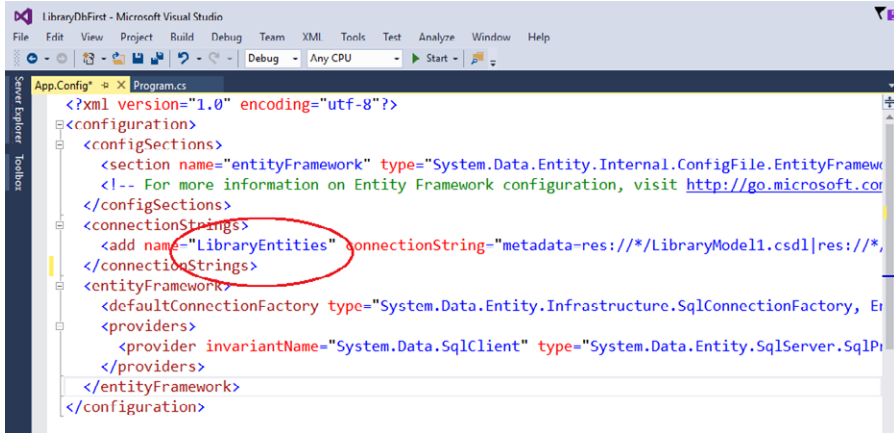 LibraryDbFirst - Microsoft Visual Studio
File Edit View Project Build Debug Team XML Tools Test Analyze Window Help
Debug Any CPU Start
App.Config* Program.cs
Server Explorer
Toolbox
<?xml version="1.0" encoding="utf-8"?>
<configuration>
<configSections>
<section name="entityFramework" type="System.Data.Entity.Internal.ConfigFile.EntityFramew
<!-- For more information on Entity Framework configuration, visit http://go.microsoft.com
</configSections>
<connectionStrings>
<add name="LibraryEntities" connectionString="metadata=res://*/LibraryModel1.csdl|res://*/
</connectionStrings>
<entityFramework>
<defaultConnectionFactory type="System.Data.Entity.Infrastructure.SqlConnectionFactory, En
<providers>
<provider invariantName="System.Data.SqlClient" type="System.Data.Entity.SqlServer.SqlPr
</providers>
</entityFramework>
</configuration>